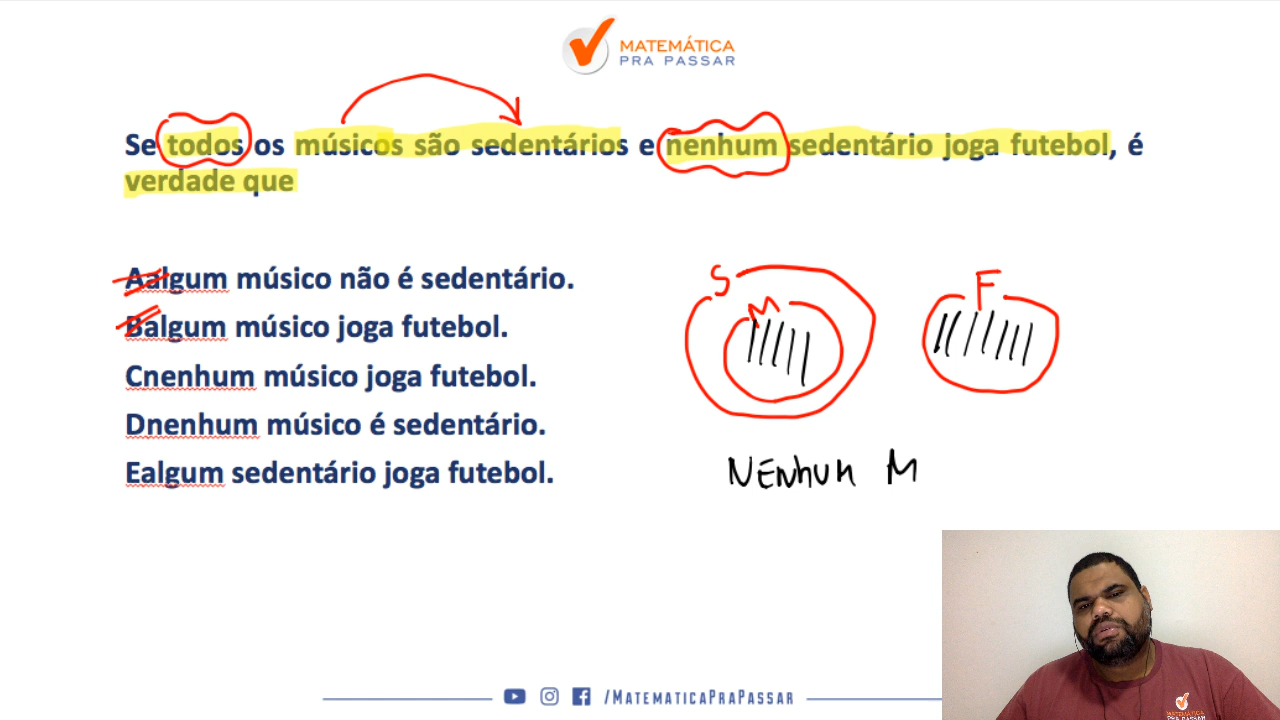 MATEMÁTICA
PRA PASSAR
Se todos os músicos são sedentários e nenhum sedentário joga futebol, é
verdade que
Aalgum músico não é sedentário.
Balgum músico joga futebol.
Cnenhum músico joga futebol.
Dnenhum músico é sedentário.
Ealgum sedentário joga futebol.
S
M
F
NENhUM M
/MATEMATICAPRAPASSAR